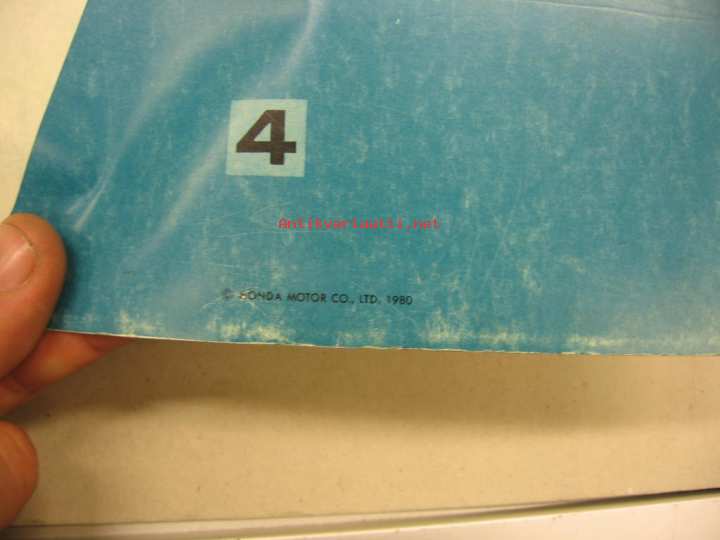 4
Antikvariaatti.net
© HONDA MOTOR CO., LTD, 1980